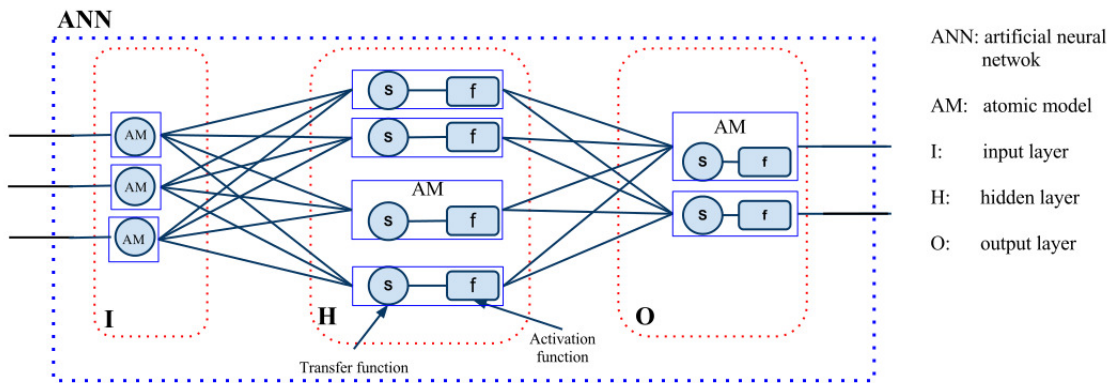 ANN
ANN: artificial neural
netwok
AM: atomic model
I: input layer
H: hidden layer
O: output layer
AM
AM
AM
I
S f
S f
AM
S f
S f
H
Transfer function
Activation
function
AM
S f
S f
O